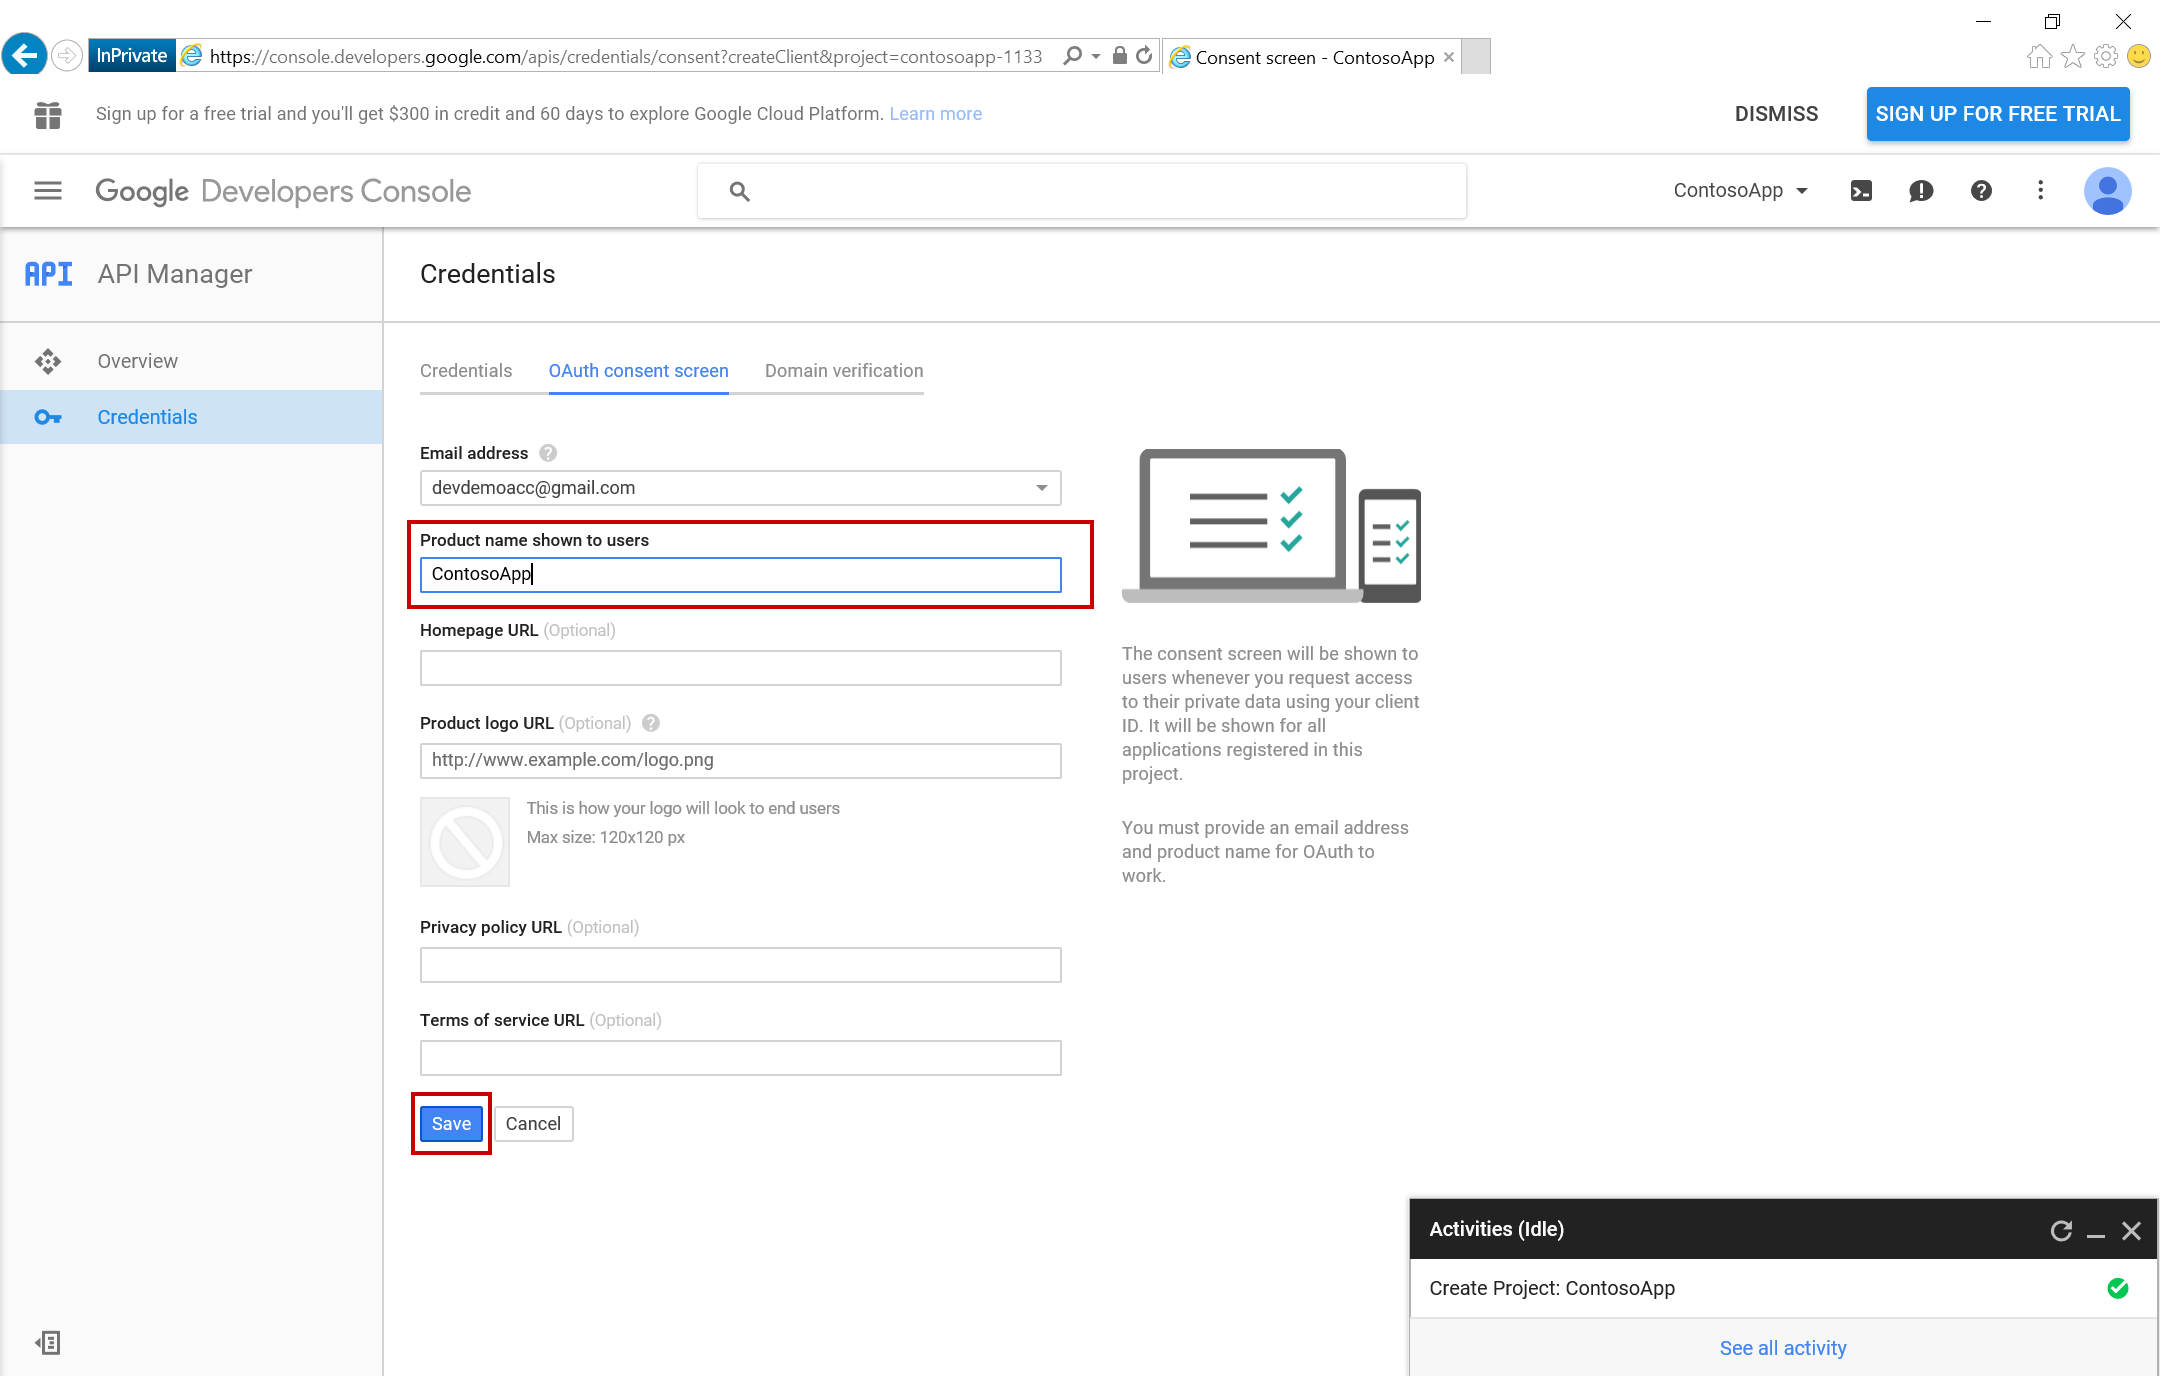 InPrivate
https://console.developers.google.com/apis/credentials/consent?createClient&project=contosoapp-1133
Consent screen - ContosoApp
Sign up for a free trial and you'll get $300 in credit and 60 days to explore Google Cloud Platform. Learn more
DISMISS
SIGN UP FOR FREE TRIAL
Google Developers Console
ContosoApp
API API Manager
Credentials
Overview
Credentials
Credentials
OAuth consent screen
Domain verification
Email address
devdemoacc@gmail.com
Product name shown to users
ContosoApp
Homepage URL (Optional)
Product logo URL (Optional)
http://www.example.com/logo.png
This is how your logo will look to end users
Max size: 120x120 px
Privacy policy URL (Optional)
Terms of service URL (Optional)
Save
Cancel
The consent screen will be shown to
users whenever you request access
to their private data using your client
ID. It will be shown for all
applications registered in this
project.
You must provide an email address
and product name for OAuth to
work.
Activities (Idle)
Create Project: ContosoApp
See all activity